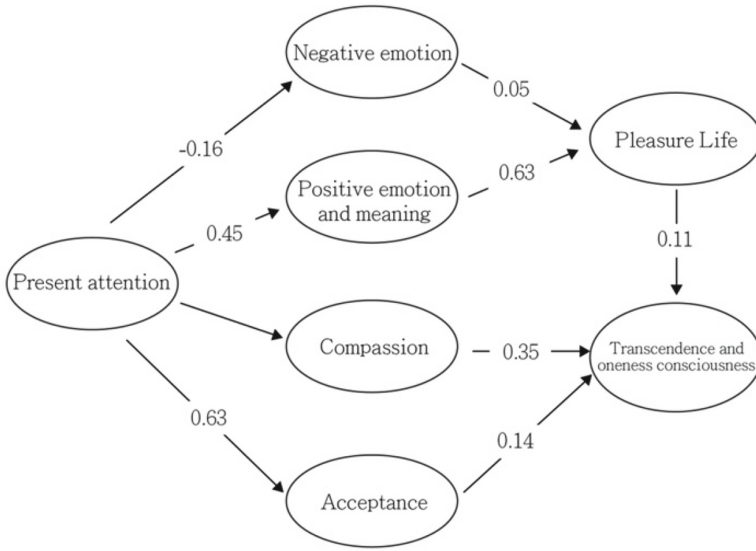 Negative emotion
0.05
Pleasure Life
-0.16
Positive emotion
and meaning
0.63
0.45
0.11
Present attention
Compassion
0.35
Transcendence and
oneness consciousness
0.63
0.14
Acceptance